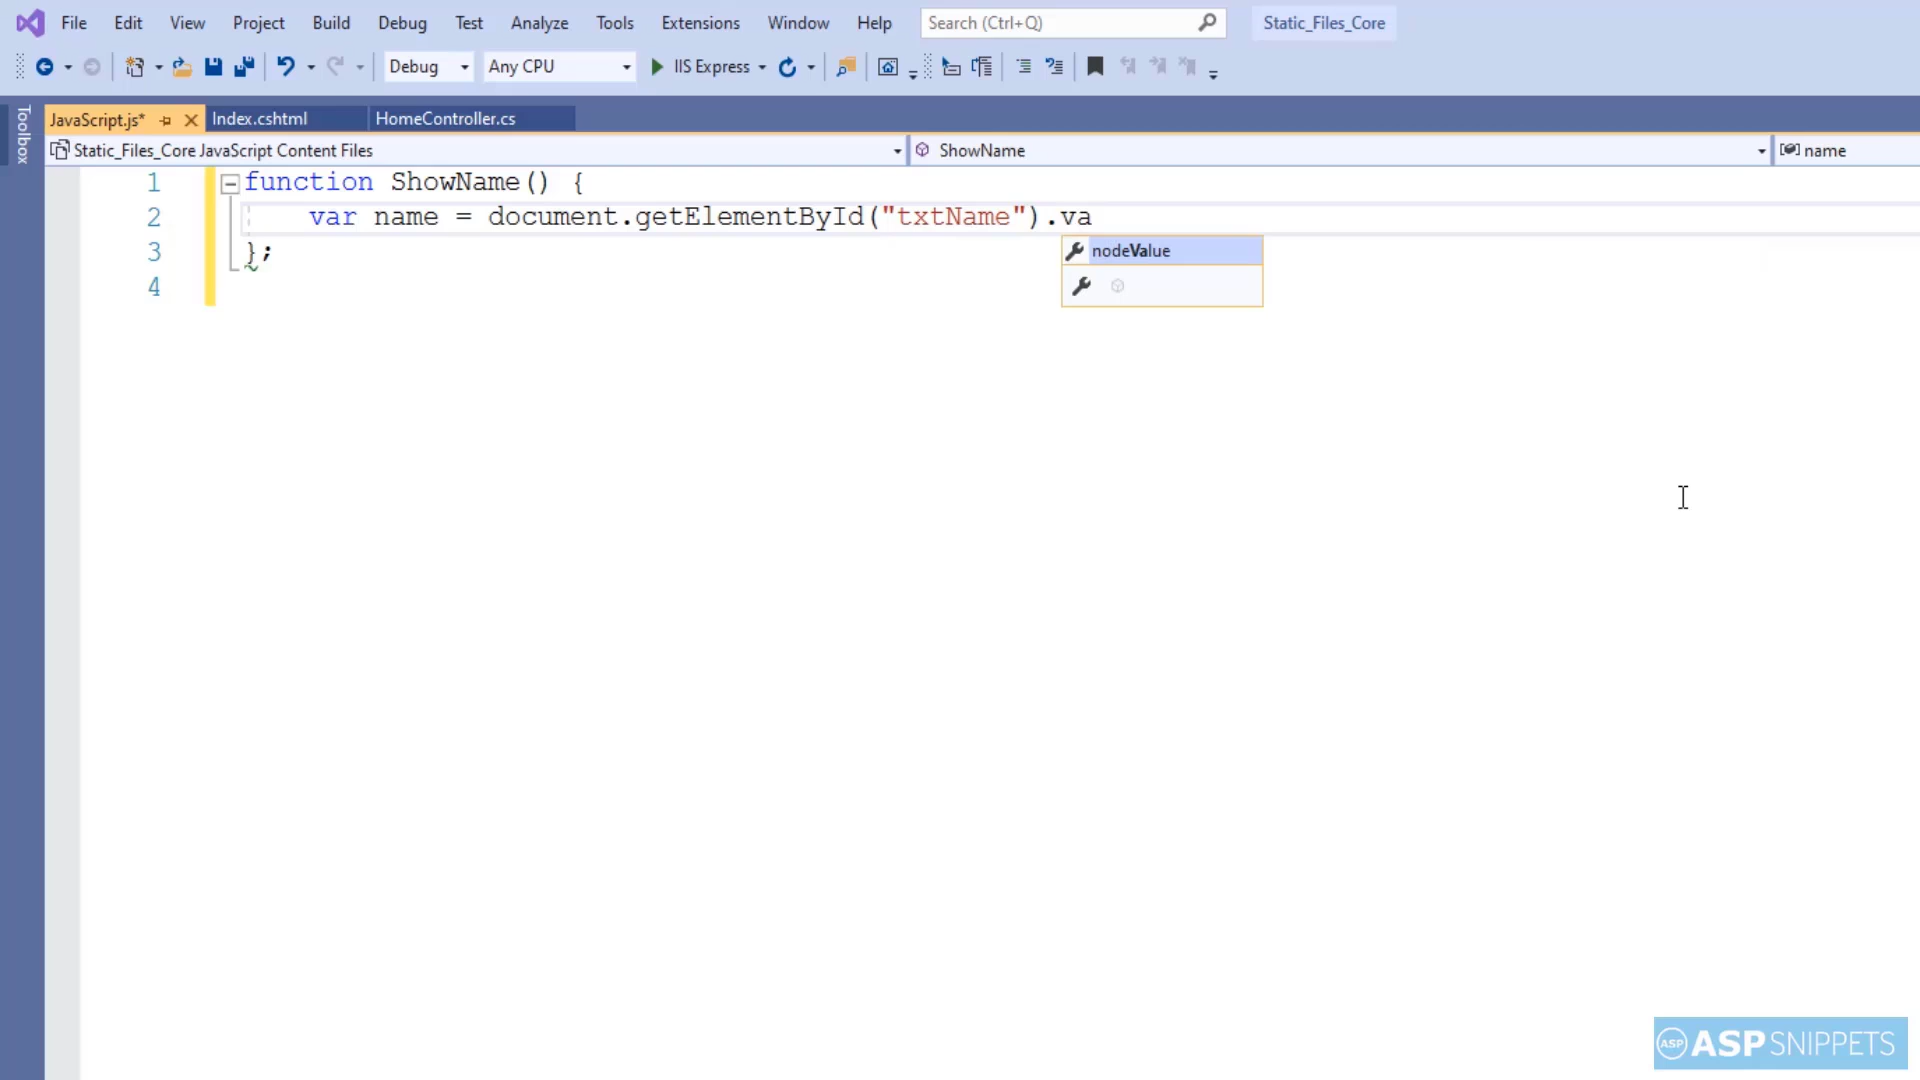 File Edit View Project Build Debug Test Analyze Tools Extensions Window Help Search (Ctrl+Q) Static_Files_Core
Debug Any CPU IIS Express
Toolbox
JavaScript.js* Index.cshtml HomeController.cs
Static_Files_Core JavaScript Content Files ShowName name
1 function ShowName() {
2 var name = document.getElementById("txtName").va
3 };
4
nodeValue
ASP ASPSNIPPETS